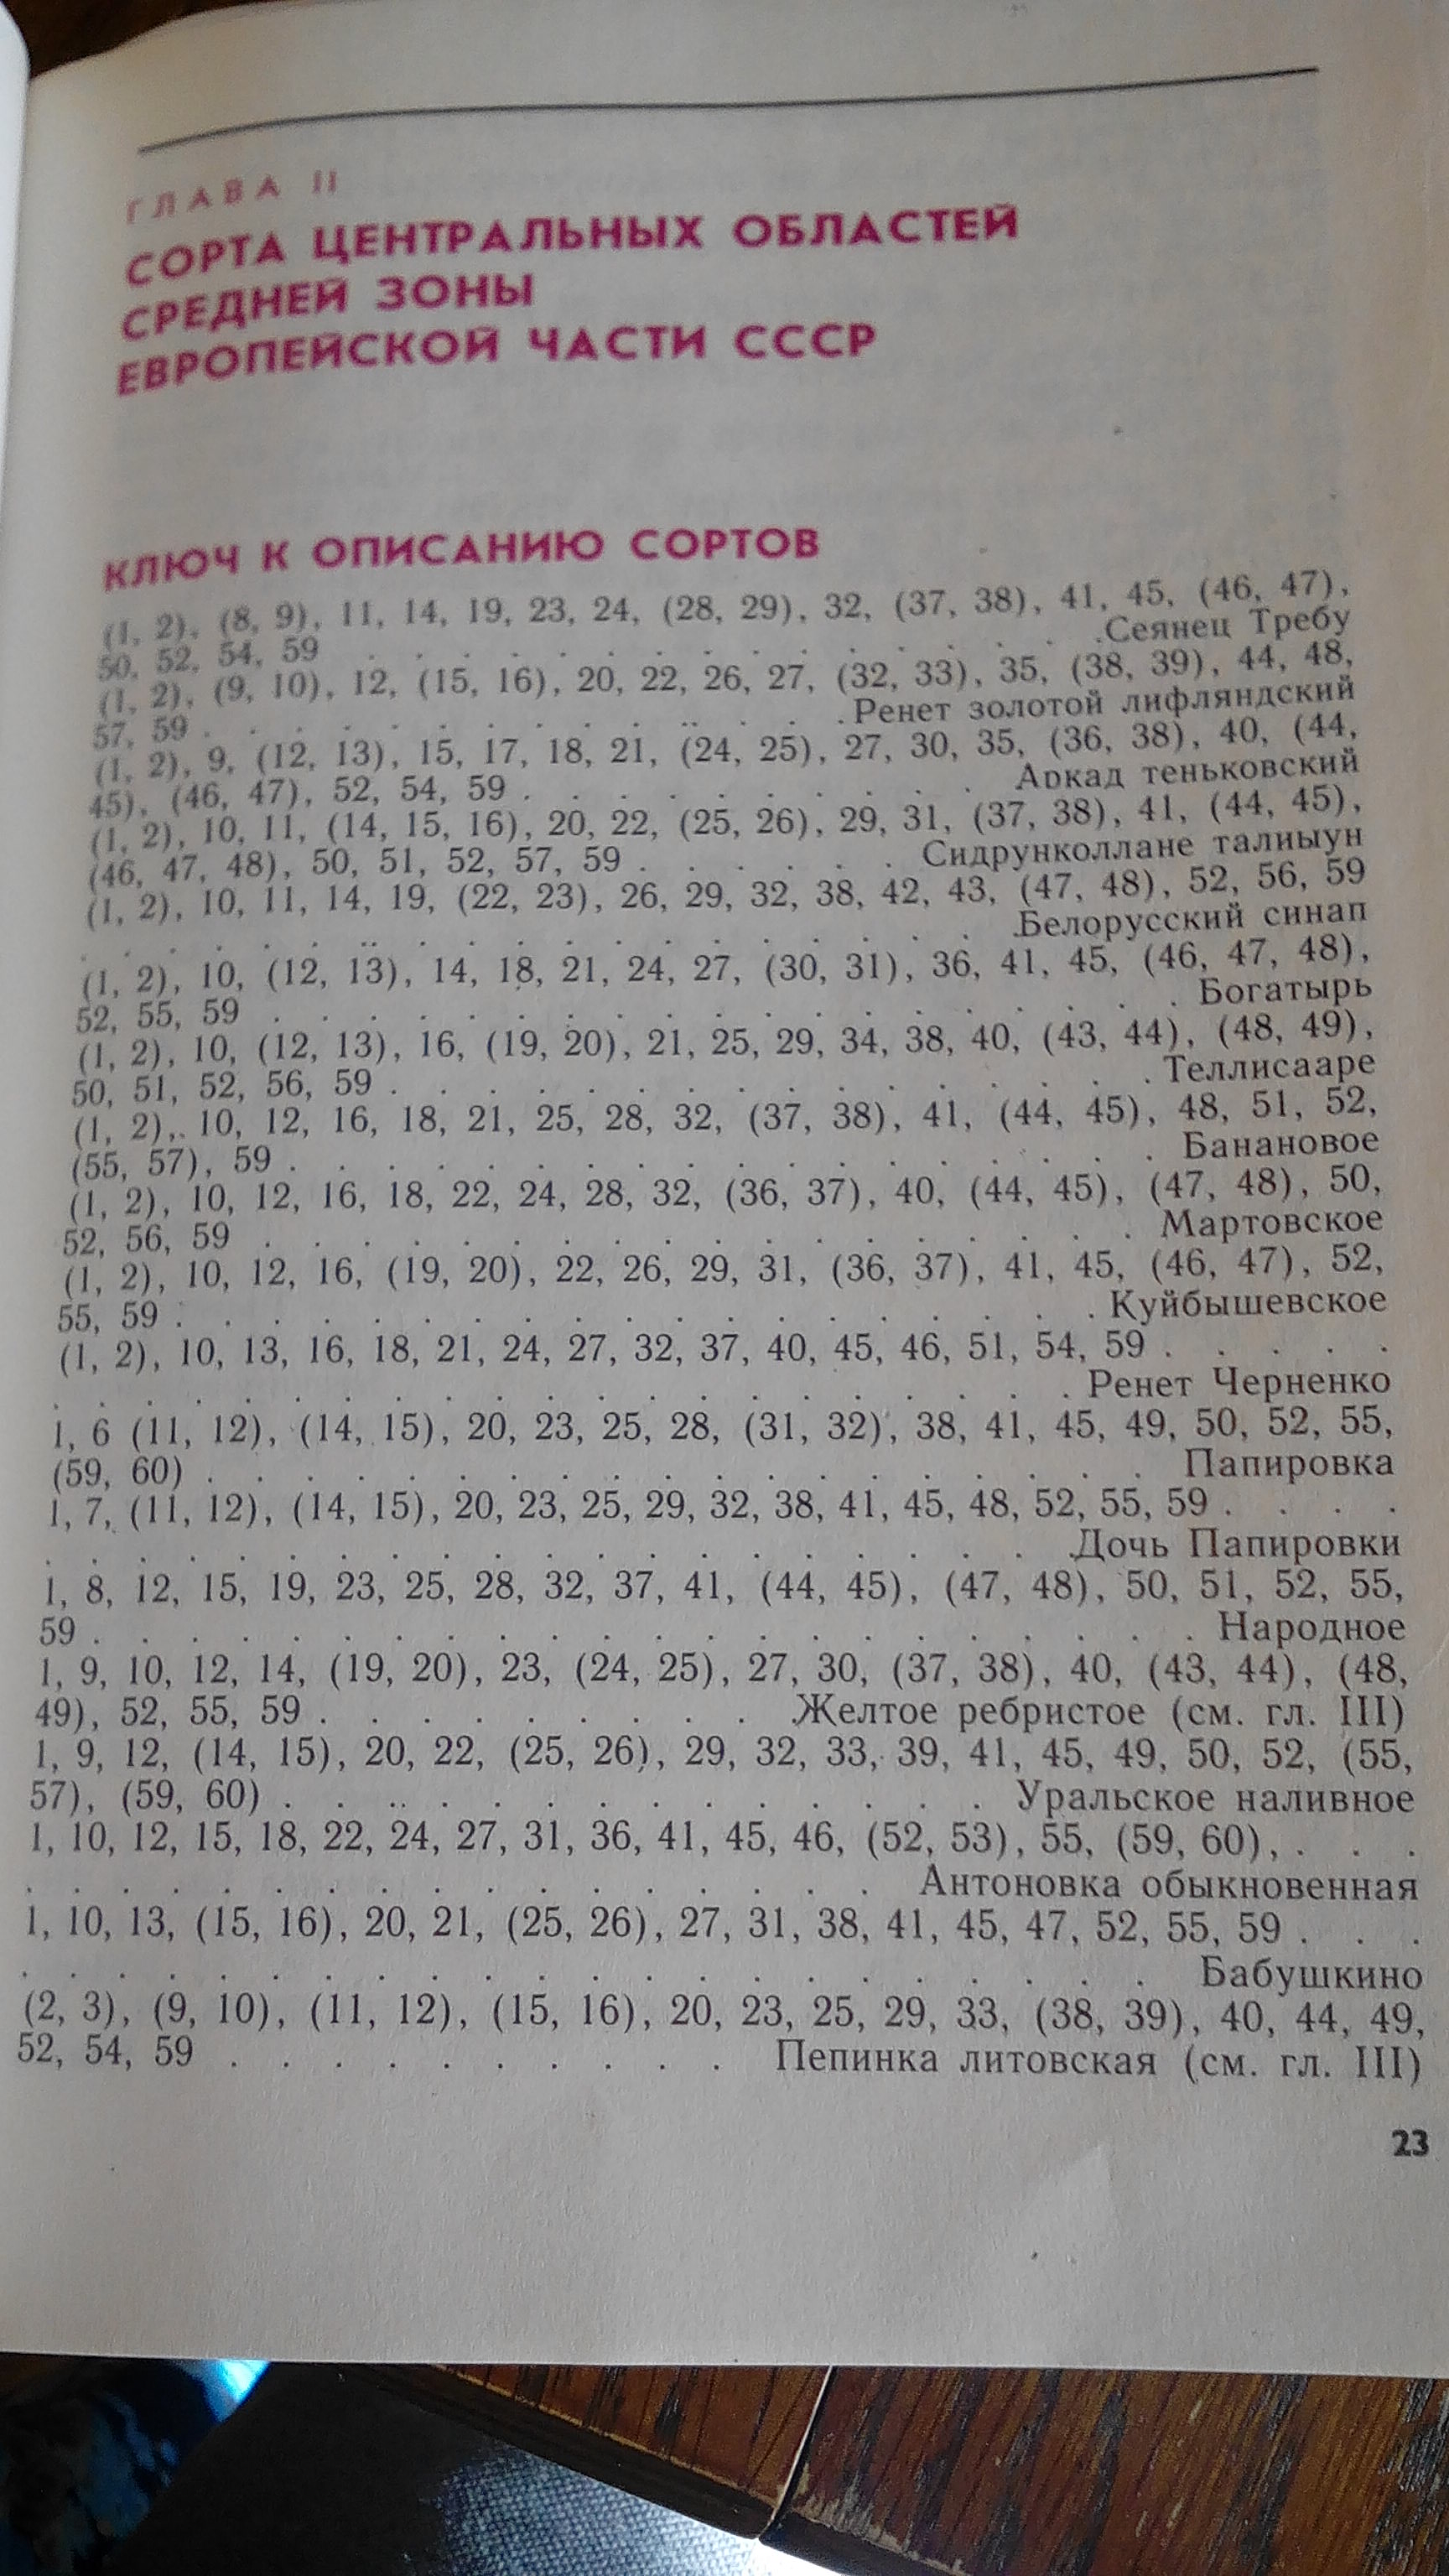 ГЛАВА II
СОРТА ЦЕНТРАЛЬНЫХ ОБЛАСТЕЙ
СРЕДНЕЙ ЗОНЫ
ЕВРОПЕЙСКОЙ ЧАСТИ СССР
КЛЮЧ К ОПИСАНИЮ СОРТОВ
(1, 2), (8, 9), 11, 14, 19, 23, 24, (28, 29), 32, (37, 38), 41, 45, (46, 47),
50, 52, 54, 59 . . . . . . . . . . . Сеянец Требу
(1, 2), (9, 10), 12, (15, 16), 20, 22, 26, 27, (32, 33), 35, (38, 39), 44, 48,
57, 59 . . . . . . . . . . Ренет золотой лифляндский
(1, 2), 9, (12, 13), 15, 17, 18, 21, (24, 25), 27, 30, 35, (36, 38), 40, (44,
45), (46, 47), 52, 54, 59 . . . . . . . . Аркад теньковский
(1, 2), 10, 11, (14, 15, 16), 20, 22, (25, 26), 29, 31, (37, 38), 41, (44, 45),
(46, 47, 48), 50, 51, 52, 57, 59 . . . . . . Сидрунколлане талиыун
(1, 2), 10, 11, 14, 19, (22, 23), 26, 29, 32, 38, 42, 43, (47, 48), 52, 56, 59
. . . . . . . . . . . . . . . Белорусский синап
(1, 2), 10, (12, 13), 14, 18, 21, 24, 27, (30, 31), 36, 41, 45, (46, 47, 48),
52, 55, 59 . . . . . . . . . . . . . . . Богатырь
(1, 2), 10, (12, 13), 16, (19, 20), 21, 25, 29, 34, 38, 40, (43, 44), (48, 49),
50, 51, 52, 56, 59 . . . . . . . . . . . . Теллисааре
(1, 2), 10, 12, 16, 18, 21, 25, 28, 32, (37, 38), 41, (44, 45), 48, 51, 52,
(55, 57), 59 . . . . . . . . . . . . . . Банановое
(1, 2), 10, 12, 16, 18, 22, 24, 28, 32, (36, 37), 40, (44, 45), (47, 48), 50,
52, 56, 59 . . . . . . . . . . . . . . Мартовское
(1, 2), 10, 12, 16, (19, 20), 22, 26, 29, 31, (36, 37), 41, 45, (46, 47), 52,
55, 59 . . . . . . . . . . . . . . . Куйбышевское
(1, 2), 10, 13, 16, 18, 21, 24, 27, 32, 37, 40, 45, 46, 51, 54, 59 . . . . .
. . . . . . . . . . . . . . . . Ренет Черненко
1, 6 (11, 12), (14, 15), 20, 23, 25, 28, (31, 32), 38, 41, 45, 49, 50, 52, 55,
(59, 60) . . . . . . . . . . . . . . . Папировка
1, 7, (11, 12), (14, 15), 20, 23, 25, 29, 32, 38, 41, 45, 48, 52, 55, 59 . . . .
. . . . . . . . . . . . . . . Дочь Папировки
1, 8, 12, 15, 19, 23, 25, 28, 32, 37, 41, (44, 45), (47, 48), 50, 51, 52, 55,
59 . . . . . . . . . . . . . . . . . Народное
1, 9, 10, 12, 14, (19, 20), 23, (24, 25), 27, 30, (37, 38), 40, (43, 44), (48,
49), 52, 55, 59 . . . . . . . . . Желтое ребристое (см. гл. III)
1, 9, 12, (14, 15), 20, 22, (25, 26), 29, 32, 33, 39, 41, 45, 49, 50, 52, (55,
57), (59, 60) . . . . . . . . . . . . Уральское наливное
1, 10, 12, 15, 18, 22, 24, 27, 31, 36, 41, 45, 46, (52, 53), 55, (59, 60), . . .
. . . . . . . . . . . . . Антоновка обыкновенная
1, 10, 13, (15, 16), 20, 21, (25, 26), 27, 31, 38, 41, 45, 47, 52, 55, 59 . . .
. . . . . . . . . . . . . . . . . Бабушкино
(2, 3), (9, 10), (11, 12), (15, 16), 20, 23, 25, 29, 33, (38, 39), 40, 44, 49,
52, 54, 59 . . . . . . . . . . Пепинка литовская (см. гл. III)
23